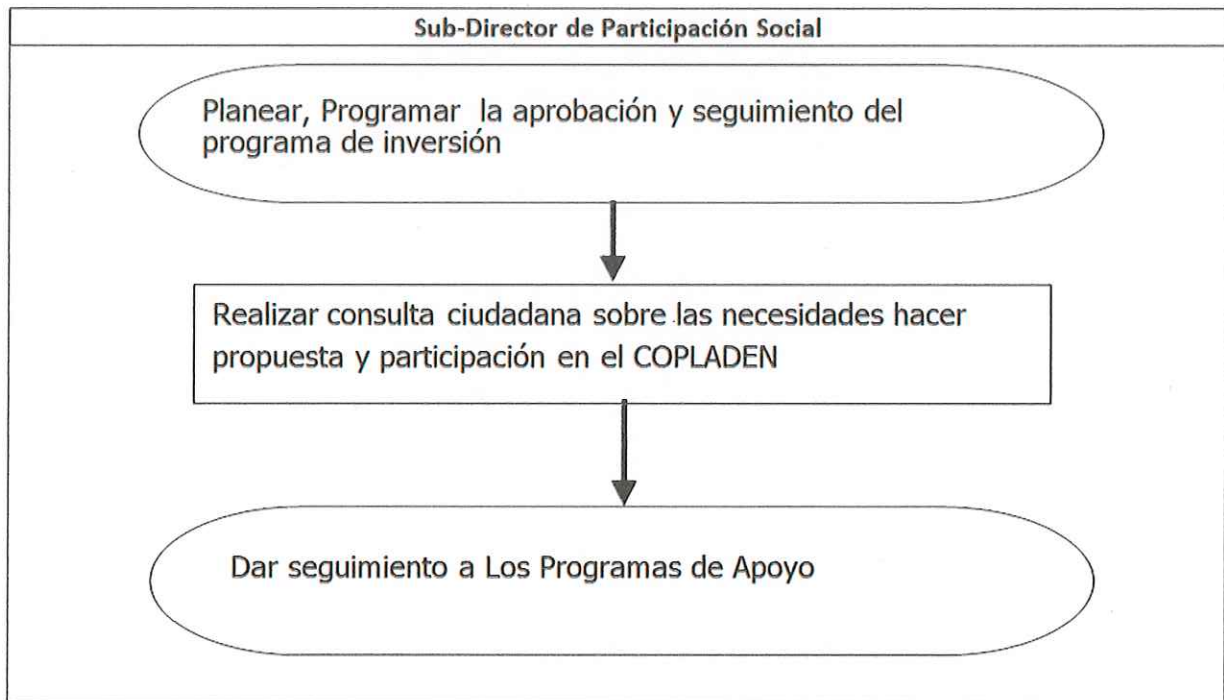 Sub-Director de Participación Social
Planear, Programar la aprobación y seguimiento del
programa de inversión
Realizar consulta ciudadana sobre las necesidades hacer
propuesta y participación en el COPLADEN
Dar seguimiento a Los Programas de Apoyo